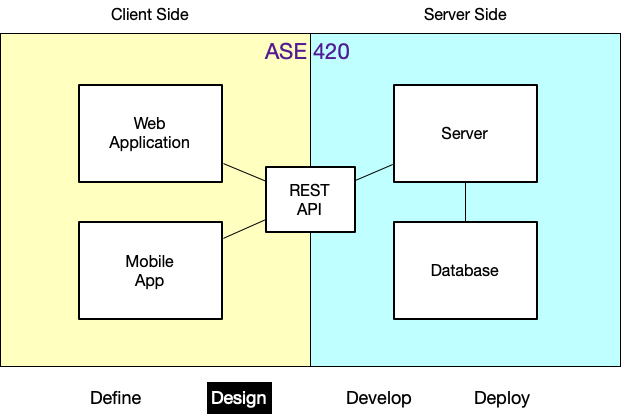 Client Side
Server Side
ASE 420
Web
Application
Server
REST
API
Mobile
App
Database
Define
Design
Develop
Deploy